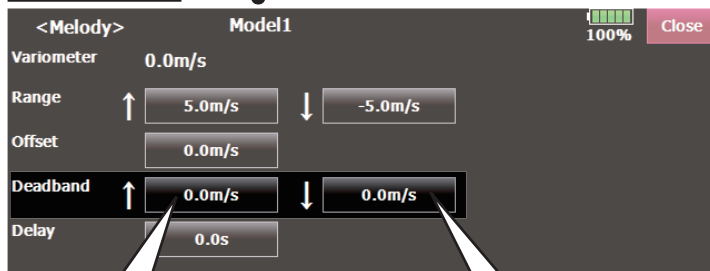 <Melody> Model1 100% Close
Variometer 0.0m/s
Range ↑ 5.0m/s ↓ -5.0m/s
Offset 0.0m/s
Deadband ↑ 0.0m/s ↓ 0.0m/s
Delay 0.0s